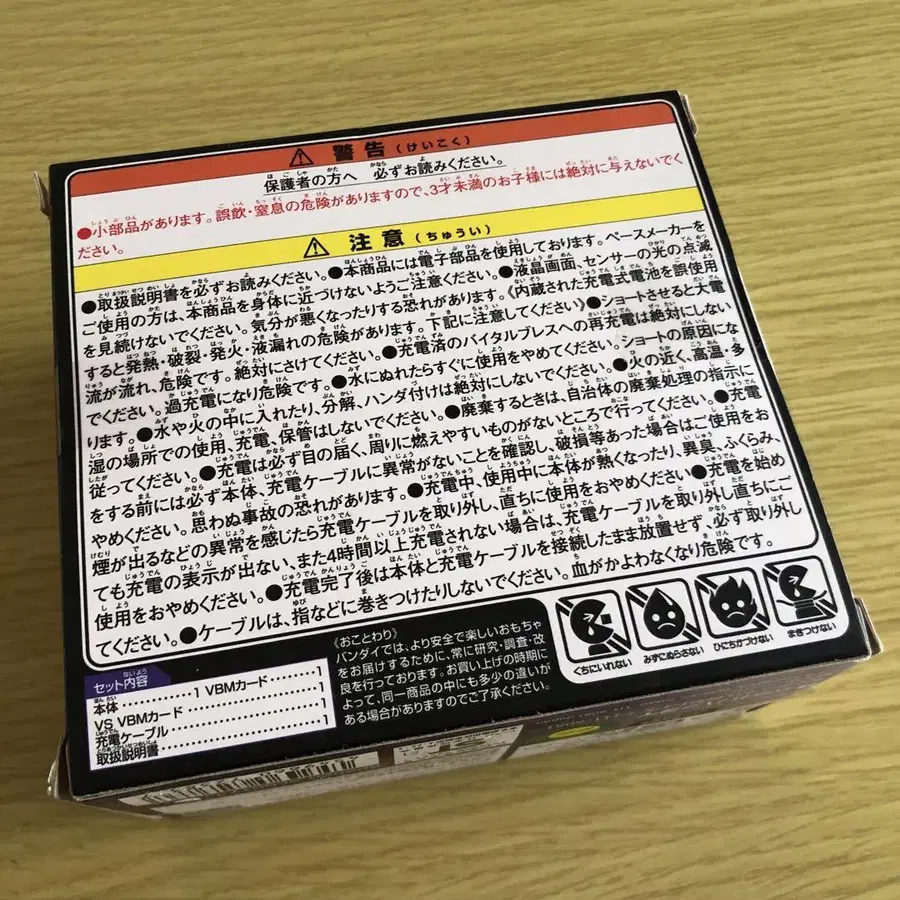 ⚠ 警告（けいこく）
保護者の方へ 必ずお読みください。
●小部品があります。誤飲・窒息の危険がありますので、3才未満のお子様には絶対に与えないでく
ださい。
⚠ 注意（ちゅうい）
●取扱説明書を必ずお読みください。●本商品には電子部品を使用しております。ペースメーカーを
ご使用の方は、本商品を身体に近づけないようご注意ください。●液晶画面、センサーの光の点滅
を見続けないでください。気分が悪くなったりする恐れがあります。《内蔵された充電式電池を誤使用
すると発熱・破裂・発火・液漏れの危険があります。下記に注意してください》●ショートさせると大電
流が流れ、危険です。絶対にさけてください。●充電済のバイタルブレスへの再充電は絶対にしない
でください。過充電になり危険です。●水にぬれたらすぐに使用をやめてください。ショートの原因にな
ります。●水や火の中に入れたり、分解、ハンダ付けは絶対にしないでください。●火の近く、高温・多
湿の場所での使用、充電、保管はしないでください。●廃棄するときは、自治体の廃棄処理の指示に
従ってください。●充電は必ず目の届く、周りに燃えやすいものがないところで行ってください。●充電
をする前には必ず本体、充電ケーブルに異常がないことを確認し、破損等あった場合はご使用をお
やめください。思わぬ事故の恐れがあります。●充電中、使用中に本体が熱くなったり、異臭、ふくらみ、
煙が出るなどの異常を感じたら充電ケーブルを取り外し、直ちに使用をおやめください。●充電を始め
ても充電の表示が出ない、また4時間以上充電されない場合は、充電ケーブルを取り外し直ちにご
使用をおやめください。●充電完了後は本体と充電ケーブルを接続したまま放置せず、必ず取り外し
てください。●ケーブルは、指などに巻きつけたりしないでください。血がかよわなくなり危険です。
くちにいれない
みずにぬらさない
ひにちかづけない
まきつけない
《おことわり》
バンダイでは、より安全で楽しいおもちゃ
をお届けするために、常に研究・調査・改
良を行っております。お買い上げの時期に
よって、同一商品の中にも多少の違いが
ある場合がありますのでご了承ください。
セット内容
本体…………1 VBMカード………1
VS VBMカード…………………1
充電ケーブル……………………1
取扱説明書………………………1